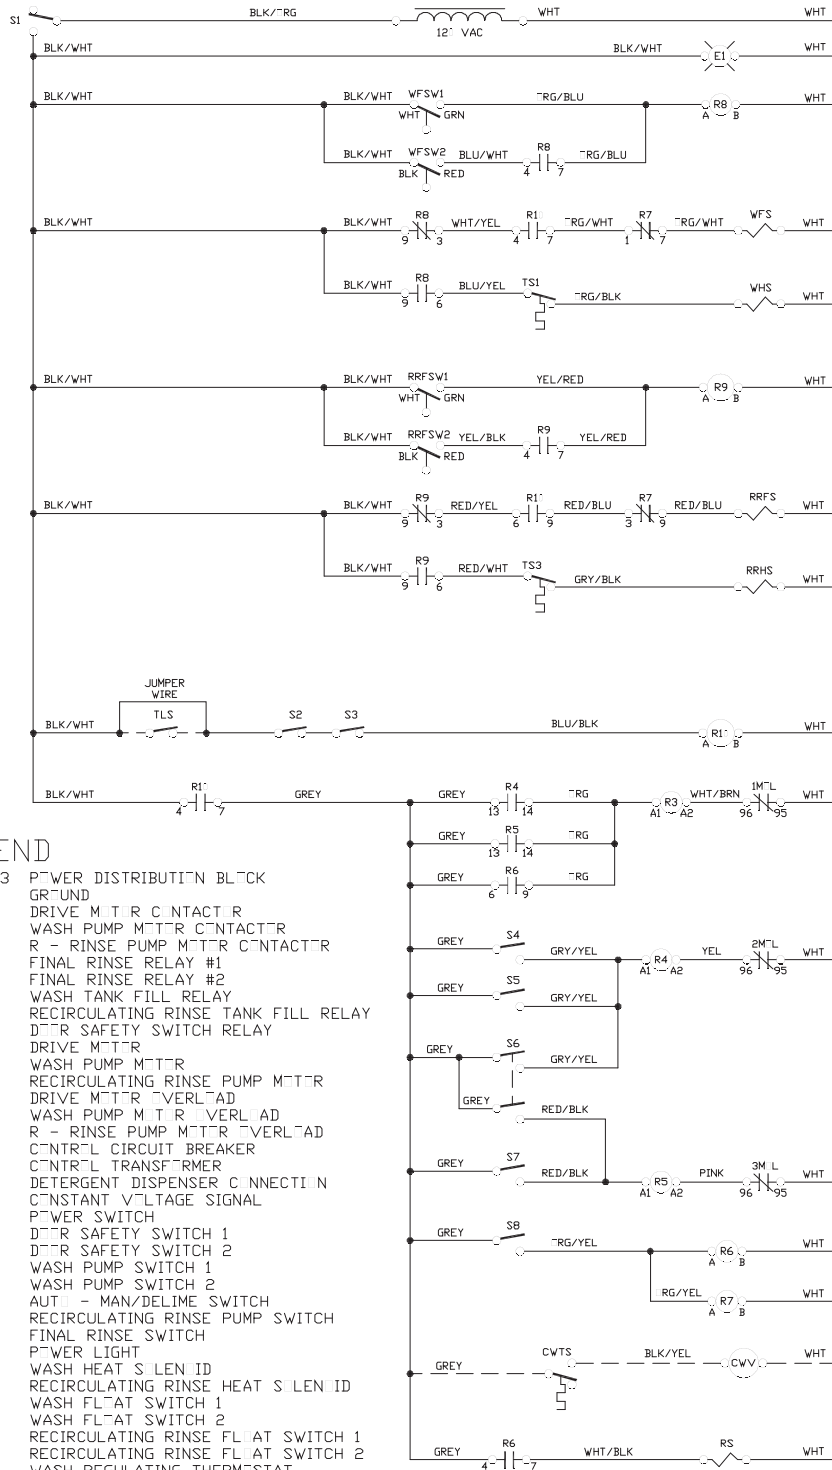 S1 BLK/ORG 120 VAC WHT WHT
BLK/WHT BLK/WHT E1 WHT
BLK/WHT BLK/WHT WFSW1 WHT GRN ORG/BLU R8 A B WHT
BLK/WHT WFSW2 BLK RED BLU/WHT R8 4 7 ORG/BLU
BLK/WHT BLK/WHT R8 9 3 WHT/YEL R10 4 7 ORG/WHT R7 1 7 ORG/WHT WFS WHT
BLK/WHT R8 9 6 BLU/YEL TS1 ORG/BLK WHS WHT
BLK/WHT BLK/WHT RRFSW1 WHT GRN YEL/RED R9 A B WHT
BLK/WHT RRFSW2 BLK RED YEL/BLK R9 4 7 YEL/RED
BLK/WHT BLK/WHT R9 9 3 RED/YEL R10 6 9 RED/BLU R7 3 9 RED/BLU RRFS WHT
BLK/WHT R9 9 6 RED/WHT TS3 GRY/BLK RRHS WHT
JUMPER
WIRE
BLK/WHT TLS S2 S3 BLU/BLK R10 A B WHT
BLK/WHT R10 4 7 GREY GREY R4 13 14 ORG R3 A1 A2 WHT/BRN 1MOL 96 95 WHT
GREY R5 13 14 ORG
GREY R6 6 9 ORG
GREY S4 GRY/YEL R4 A1 A2 YEL 2MOL 96 95 WHT
GREY S5 GRY/YEL
GREY S6 GRY/YEL
GREY RED/BLK
GREY S7 RED/BLK R5 A1 A2 PINK 3MOL 96 95 WHT
GREY S8 ORG/YEL R6 A B WHT
ORG/YEL R7 A B WHT
GREY CWTS BLK/YEL CWV WHT
GREY R6 4 7 WHT/BLK RS WHT
END
3 POWER DISTRIBUTION BLOCK
GROUND
DRIVE MOTOR CONTACTOR
WASH PUMP MOTOR CONTACTOR
R - RINSE PUMP MOTOR CONTACTOR
FINAL RINSE RELAY #1
FINAL RINSE RELAY #2
WASH TANK FILL RELAY
RECIRCULATING RINSE TANK FILL RELAY
DOOR SAFETY SWITCH RELAY
DRIVE MOTOR
WASH PUMP MOTOR
RECIRCULATING RINSE PUMP MOTOR
DRIVE MOTOR OVERLOAD
WASH PUMP MOTOR OVERLOAD
R - RINSE PUMP MOTOR OVERLOAD
CONTROL CIRCUIT BREAKER
CONTROL TRANSFORMER
DETERGENT DISPENSER CONNECTION
CONSTANT VOLTAGE SIGNAL
POWER SWITCH
DOOR SAFETY SWITCH 1
DOOR SAFETY SWITCH 2
WASH PUMP SWITCH 1
WASH PUMP SWITCH 2
AUTO - MAN/DELIME SWITCH
RECIRCULATING RINSE PUMP SWITCH
FINAL RINSE SWITCH
POWER LIGHT
WASH HEAT SOLENOID
RECIRCULATING RINSE HEAT SOLENOID
WASH FLOAT SWITCH 1
WASH FLOAT SWITCH 2
RECIRCULATING RINSE FLOAT SWITCH 1
RECIRCULATING RINSE FLOAT SWITCH 2
WASH REGULATING THERMOSTAT